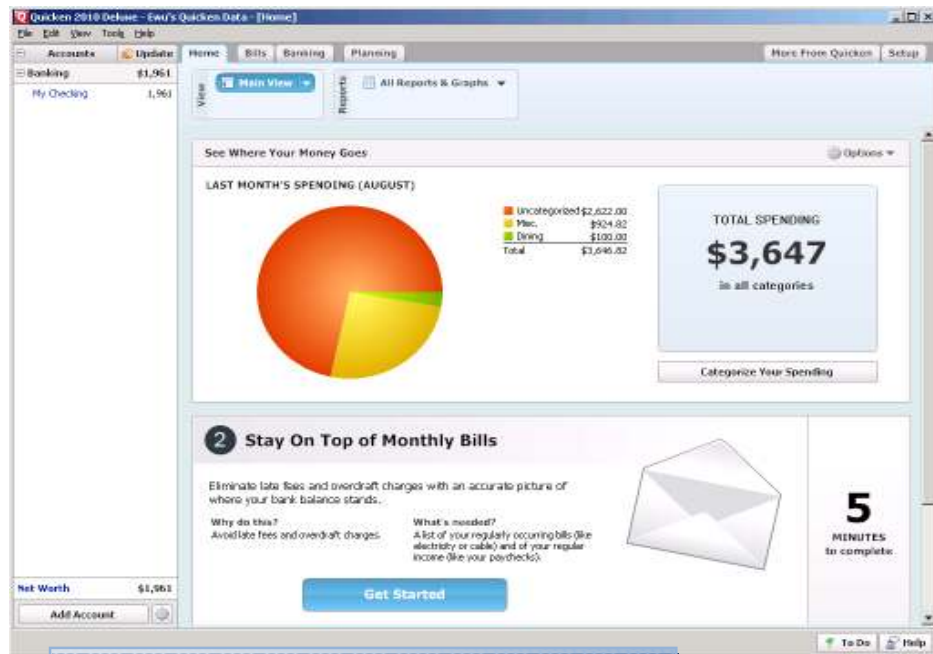 Quicken 2010 Deluxe - Ewu's Quicken Data - [Home]
File Edit View Tools Help
Accounts Update Home Bills Banking Planning More From Quicken Setup
Banking $1,961
My Checking 1,961
View Main View Reports All Reports & Graphs
See Where Your Money Goes Options
LAST MONTH'S SPENDING (AUGUST)
Uncategorized $2,622.00
Misc. $924.82
Dining $100.00
Total $3,646.82
TOTAL SPENDING
$3,647
in all categories
Categorize Your Spending
2 Stay On Top of Monthly Bills
Eliminate late fees and overdraft charges with an accurate picture of
where your bank balance stands.
Why do this?
Avoid late fees and overdraft charges.
What's needed?
A list of your regularly occurring bills (like
electricity or cable) and of your regular
income (like your paychecks).
5
MINUTES
to complete
Get Started
Net Worth $1,961
Add Account
To Do Help